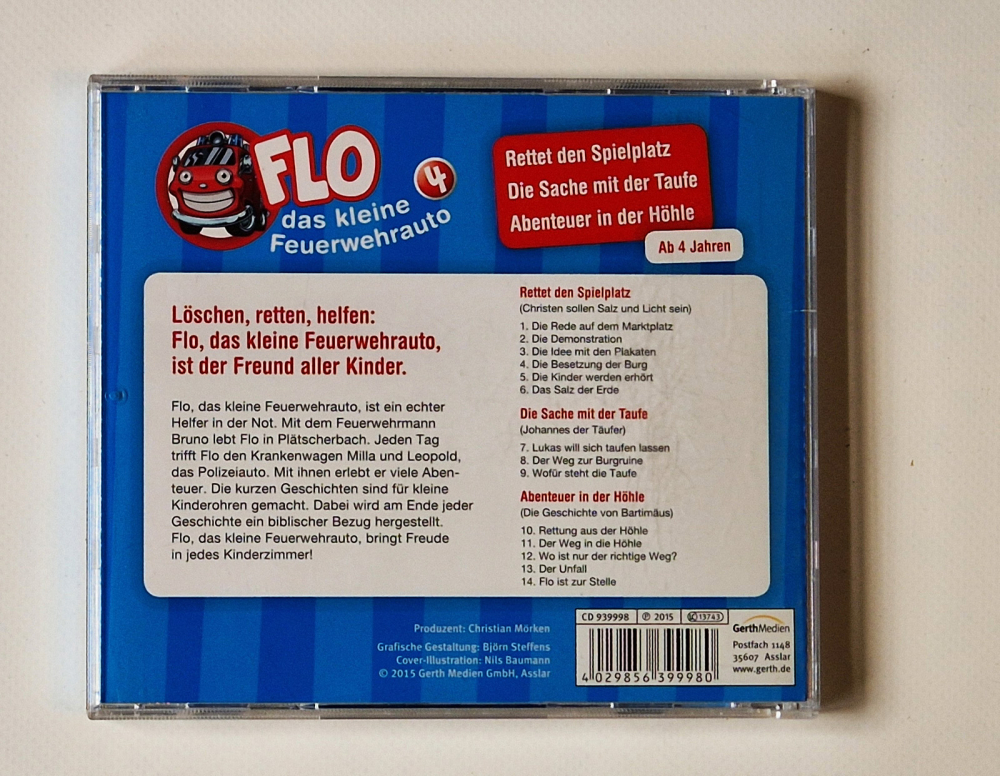 FLO
4
das kleine
Feuerwehrauto
Rettet den Spielplatz
Die Sache mit der Taufe
Abenteuer in der Höhle
Ab 4 Jahren
Löschen, retten, helfen:
Flo, das kleine Feuerwehrauto,
ist der Freund aller Kinder.
Flo, das kleine Feuerwehrauto, ist ein echter
Helfer in der Not. Mit dem Feuerwehrmann
Bruno lebt Flo in Plätscherbach. Jeden Tag
trifft Flo den Krankenwagen Milla und Leopold,
das Polizeiauto. Mit ihnen erlebt er viele Aben-
teuer. Die kurzen Geschichten sind für kleine
Kinderohren gemacht. Dabei wird am Ende jeder
Geschichte ein biblischer Bezug hergestellt.
Flo, das kleine Feuerwehrauto, bringt Freude
in jedes Kinderzimmer!
Rettet den Spielplatz
(Christen sollen Salz und Licht sein)
1. Die Rede auf dem Marktplatz
2. Die Demonstration
3. Die Idee mit den Plakaten
4. Die Besetzung der Burg
5. Die Kinder werden erhört
6. Das Salz der Erde
Die Sache mit der Taufe
(Johannes der Täufer)
7. Lukas will sich taufen lassen
8. Der Weg zur Burgruine
9. Wofür steht die Taufe
Abenteuer in der Höhle
(Die Geschichte von Bartimäus)
10. Rettung aus der Höhle
11. Der Weg in die Höhle
12. Wo ist nur der richtige Weg?
13. Der Unfall
14. Flo ist zur Stelle
Produzent: Christian Mörken
Grafische Gestaltung: Björn Steffens
Cover-Illustration: Nils Baumann
© 2015 Gerth Medien GmbH, Asslar
CD 939998
℗ 2015
LC 13743
4 029856 399980
GerthMedien
Postfach 1148
35607 Asslar
www.gerth.de